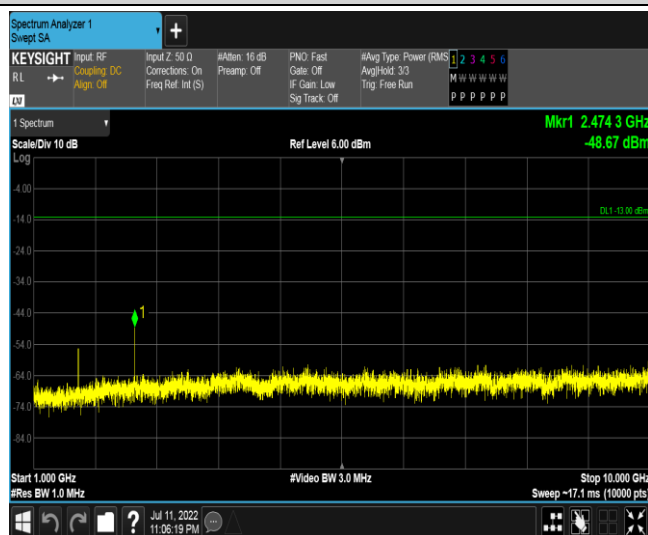 Spectrum Analyzer 1
Swept SA
+
KEYSIGHT
RL
LXI
Input: RF
Coupling: DC
Align: Off
Input Z: 50 Ω
Corrections: On
Freq Ref: Int (S)
#Atten: 16 dB
Preamp: Off
PNO: Fast
Gate: Off
IF Gain: Low
Sig Track: Off
#Avg Type: Power (RMS
Avg|Hold: 3/3
Trig: Free Run
1 2 3 4 5 6
M W W W W W
P P P P P P
1 Spectrum
Mkr1 2.474 3 GHz
Scale/Div 10 dB
Ref Level 6.00 dBm
-48.67 dBm
Log
-4.00
DL1 -13.00 dBm
-14.0
-24.0
-34.0
-44.0
1
-54.0
-64.0
-74.0
-84.0
Start 1.000 GHz
#Video BW 3.0 MHz
Stop 10.000 GHz
#Res BW 1.0 MHz
Sweep ~17.1 ms (10000 pts)
?
Jul 11, 2022
11:06:19 PM